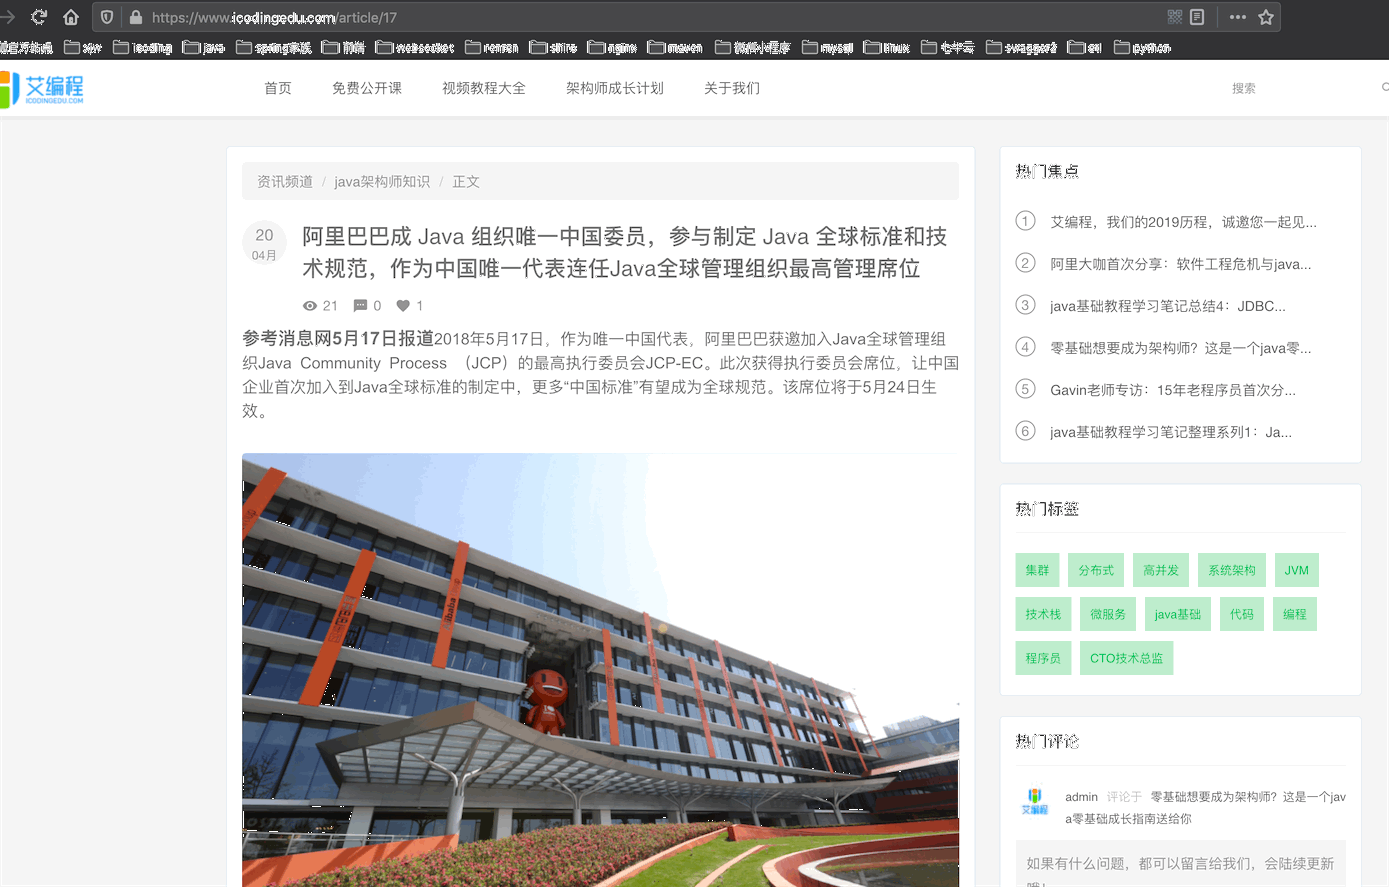 https://www.icodingedu.com/article/17
icoding
java
前端
websocket
renren
shiro
nginx
maven
微信小程序
mysql
linux
七牛云
swagger2
python
艾编程
ICODINGEDU.COM
首页
免费公开课
视频教程大全
架构师成长计划
关于我们
搜索
资讯频道 / java架构师知识 / 正文
20
04月
阿里巴巴成 Java 组织唯一中国委员，参与制定 Java 全球标准和技
术规范，作为中国唯一代表连任Java全球管理组织最高管理席位
21 0 1
参考消息网5月17日报道2018年5月17日，作为唯一中国代表，阿里巴巴获邀加入Java全球管理组
织Java Community Process （JCP）的最高执行委员会JCP-EC。此次获得执行委员会席位，让中国
企业首次加入到Java全球标准的制定中，更多“中国标准”有望成为全球规范。该席位将于5月24日生
效。
热门焦点
1 艾编程，我们的2019历程，诚邀您一起见...
2 阿里大咖首次分享：软件工程危机与java...
3 java基础教程学习笔记总结4：JDBC...
4 零基础想要成为架构师？这是一个java零...
5 Gavin老师专访：15年老程序员首次分...
6 java基础教程学习笔记整理系列1：Ja...
热门标签
集群 分布式 高并发 系统架构 JVM
技术栈 微服务 java基础 代码 编程
程序员 CTO技术总监
热门评论
艾编程
admin 评论于 零基础想要成为架构师？这是一个jav
a零基础成长指南送给你
如果有什么问题，都可以留言给我们，会陆续更新
哦！